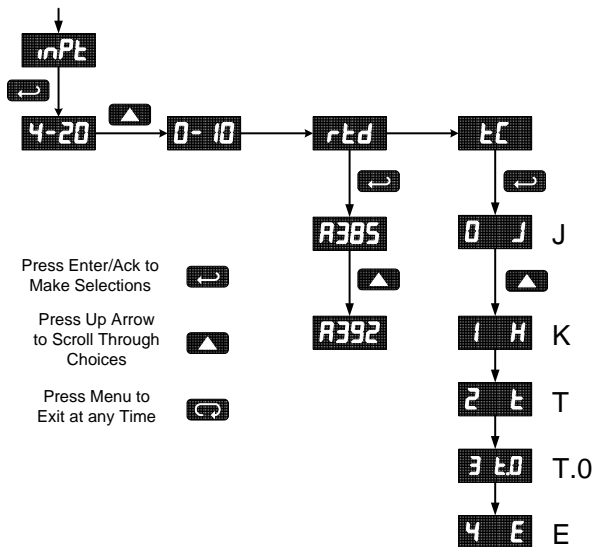 inPt
4-20
0-10
rtd
tC
A385
0 J
J
Press Enter/Ack to
Make Selections
Press Up Arrow
to Scroll Through
Choices
A392
1 H
K
Press Menu to
Exit at any Time
2 t
T
3 t.0
T.0
4 E
E